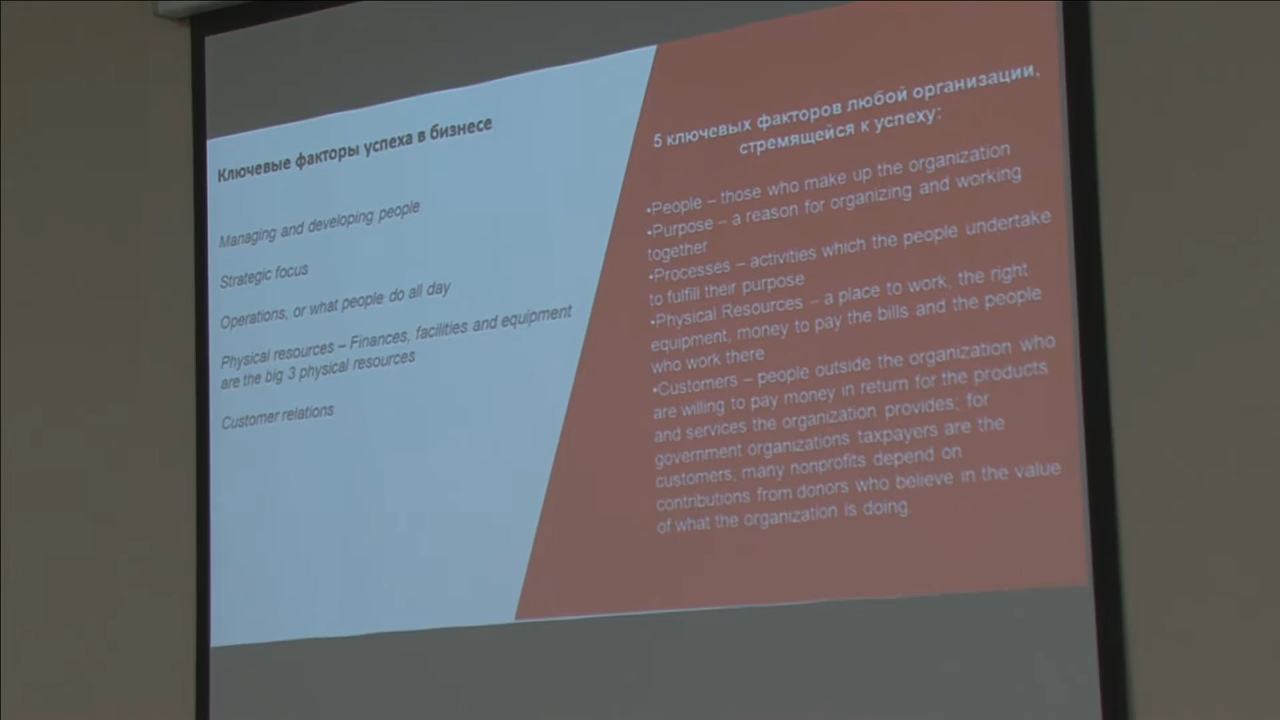 Ключевые факторы успеха в бизнесе
Managing and developing people
Strategic focus
Operations, or what people do all day
Physical resources – Finances, facilities and equipment
are the big 3 physical resources
Customer relations
5 ключевых факторов любой организации,
стремящейся к успеху:
•People – those who make up the organization
•Purpose – a reason for organizing and working
together
•Processes – activities which the people undertake
to fulfill their purpose
•Physical Resources – a place to work, the right
equipment, money to pay the bills and the people
who work there
•Customers – people outside the organization who
are willing to pay money in return for the products
and services the organization provides; for
government organizations taxpayers are the
customers; many nonprofits depend on
contributions from donors who believe in the value
of what the organization is doing